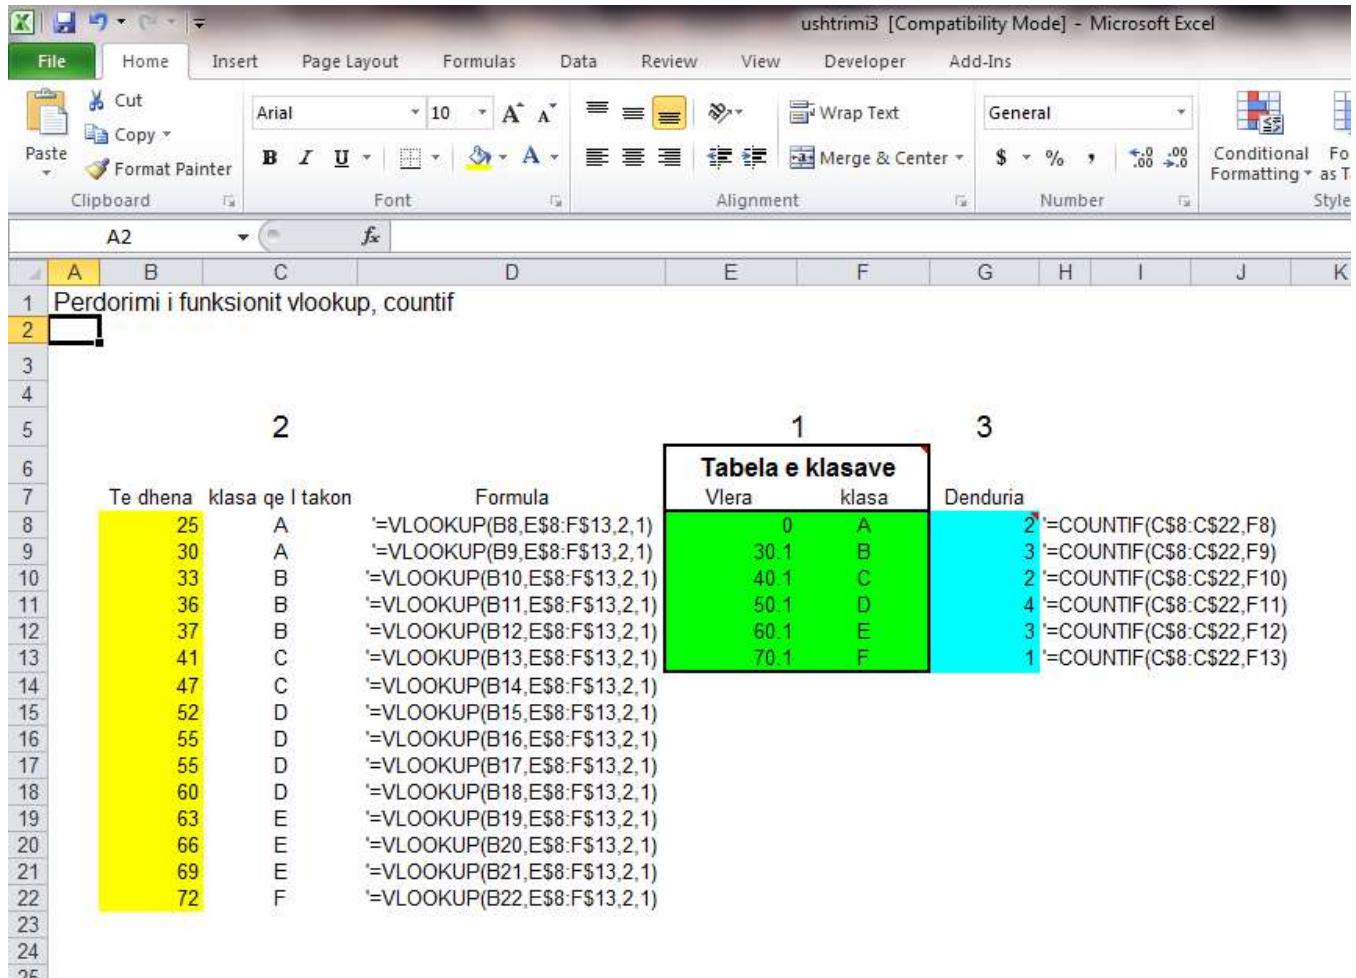 ushtrimi3 [Compatibility Mode] - Microsoft Excel
File Home Insert Page Layout Formulas Data Review View Developer Add-Ins
Cut Arial 10 Wrap Text General
Copy
Paste Format Painter B I U A Merge & Center $ % , Conditional Formatting
Clipboard Font Alignment Number
A2 fx
A B C D E F G H I J K
1 Perdorimi i funksionit vlookup, countif
2
3
4
5 2 1 3
6 Tabela e klasave
7 Te dhena klasa qe I takon Formula Vlera klasa Denduria
8 25 A '=VLOOKUP(B8,E$8:F$13,2,1) 0 A 2 '=COUNTIF(C$8:C$22,F8)
9 30 A '=VLOOKUP(B9,E$8:F$13,2,1) 30.1 B 3 '=COUNTIF(C$8:C$22,F9)
10 33 B '=VLOOKUP(B10,E$8:F$13,2,1) 40.1 C 2 '=COUNTIF(C$8:C$22,F10)
11 36 B '=VLOOKUP(B11,E$8:F$13,2,1) 50.1 D 4 '=COUNTIF(C$8:C$22,F11)
12 37 B '=VLOOKUP(B12,E$8:F$13,2,1) 60.1 E 3 '=COUNTIF(C$8:C$22,F12)
13 41 C '=VLOOKUP(B13,E$8:F$13,2,1) 70.1 F 1 '=COUNTIF(C$8:C$22,F13)
14 47 C '=VLOOKUP(B14,E$8:F$13,2,1)
15 52 D '=VLOOKUP(B15,E$8:F$13,2,1)
16 55 D '=VLOOKUP(B16,E$8:F$13,2,1)
17 55 D '=VLOOKUP(B17,E$8:F$13,2,1)
18 60 D '=VLOOKUP(B18,E$8:F$13,2,1)
19 63 E '=VLOOKUP(B19,E$8:F$13,2,1)
20 66 E '=VLOOKUP(B20,E$8:F$13,2,1)
21 69 E '=VLOOKUP(B21,E$8:F$13,2,1)
22 72 F '=VLOOKUP(B22,E$8:F$13,2,1)
23
24